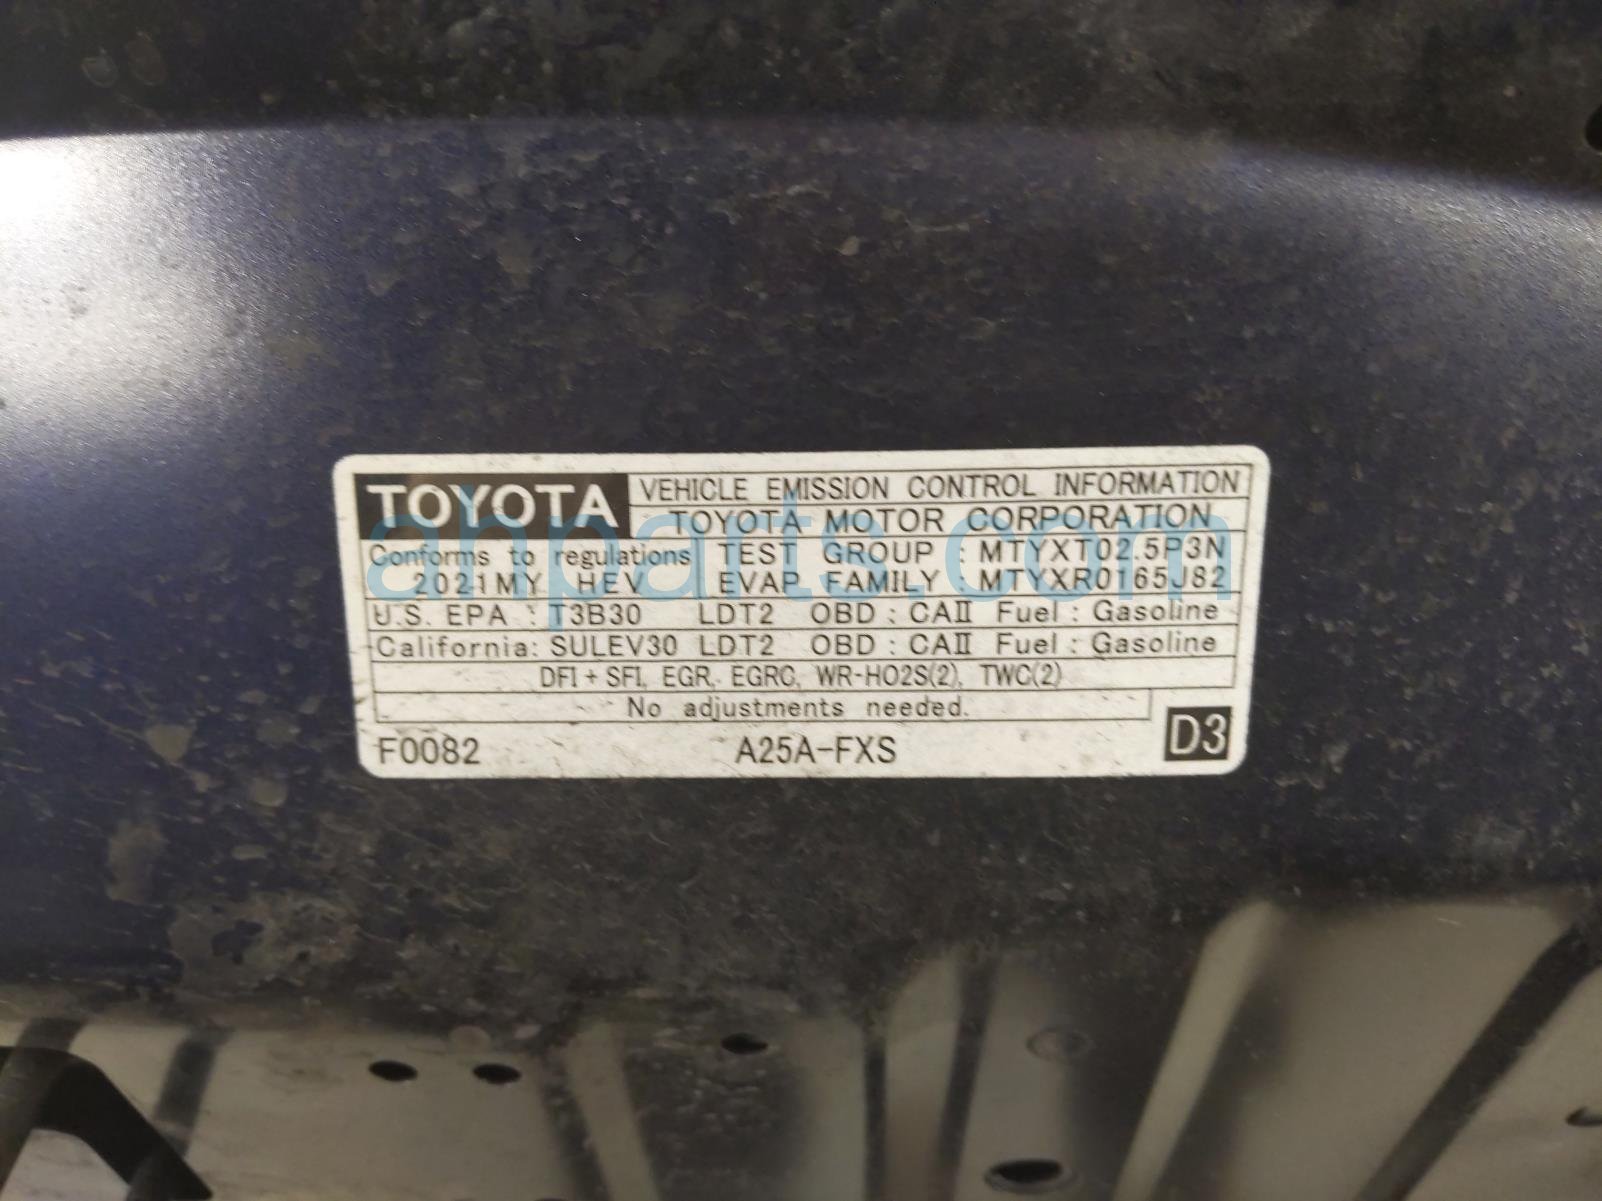 TOYOTA VEHICLE EMISSION CONTROL INFORMATION
TOYOTA MOTOR CORPORATION
Conforms to regulations TEST GROUP : MTYXT02.5P3N
2021MY HEV EVAP FAMILY : MTYXR0165J82
U.S. EPA : T3B30 LDT2 OBD : CAII Fuel : Gasoline
California: SULEV30 LDT2 OBD : CAII Fuel : Gasoline
DFI + SFI, EGR, EGRC, WR-HO2S(2), TWC(2)
No adjustments needed.
F0082 A25A-FXS D3
ahparts.com